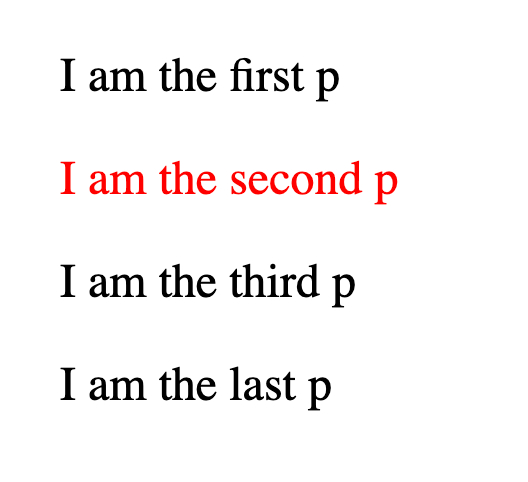 I am the first p
I am the second p
I am the third p
I am the last p